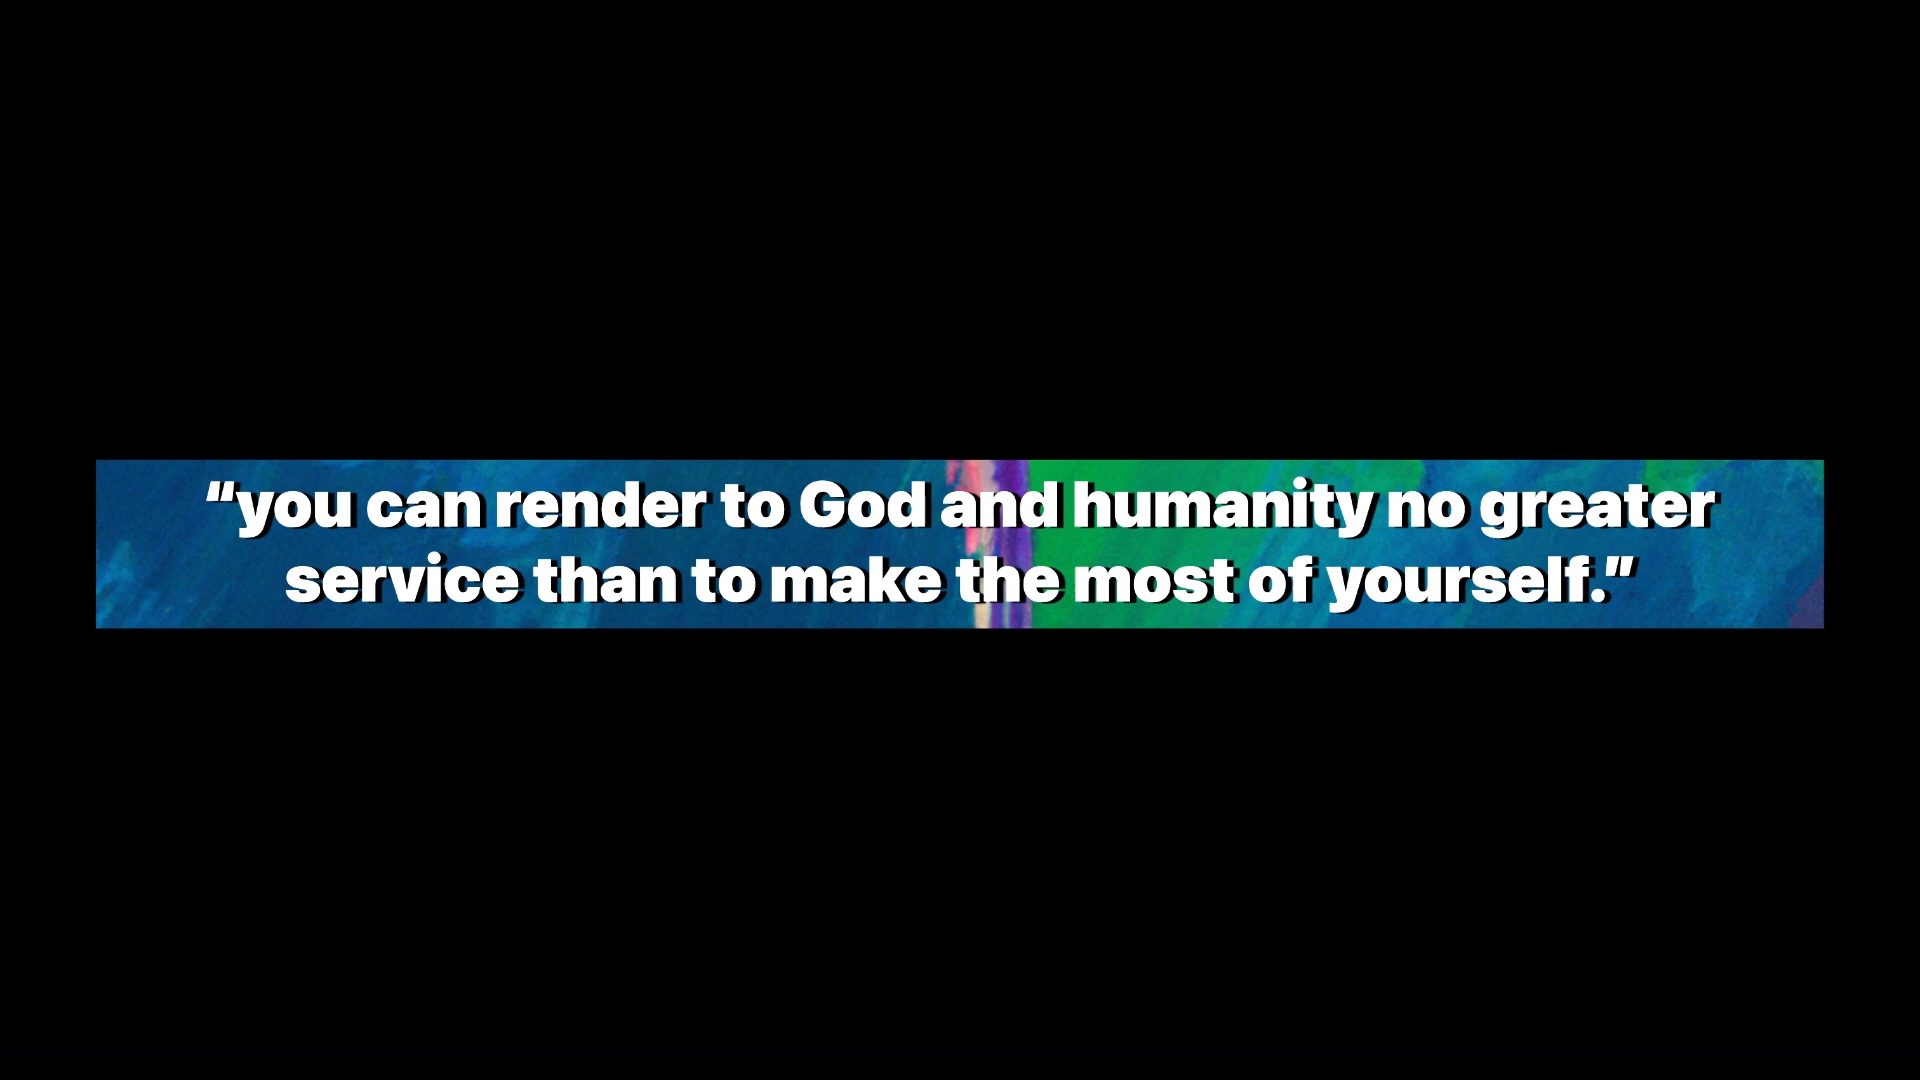 “you can render to God and humanity no greater
service than to make the most of yourself.”